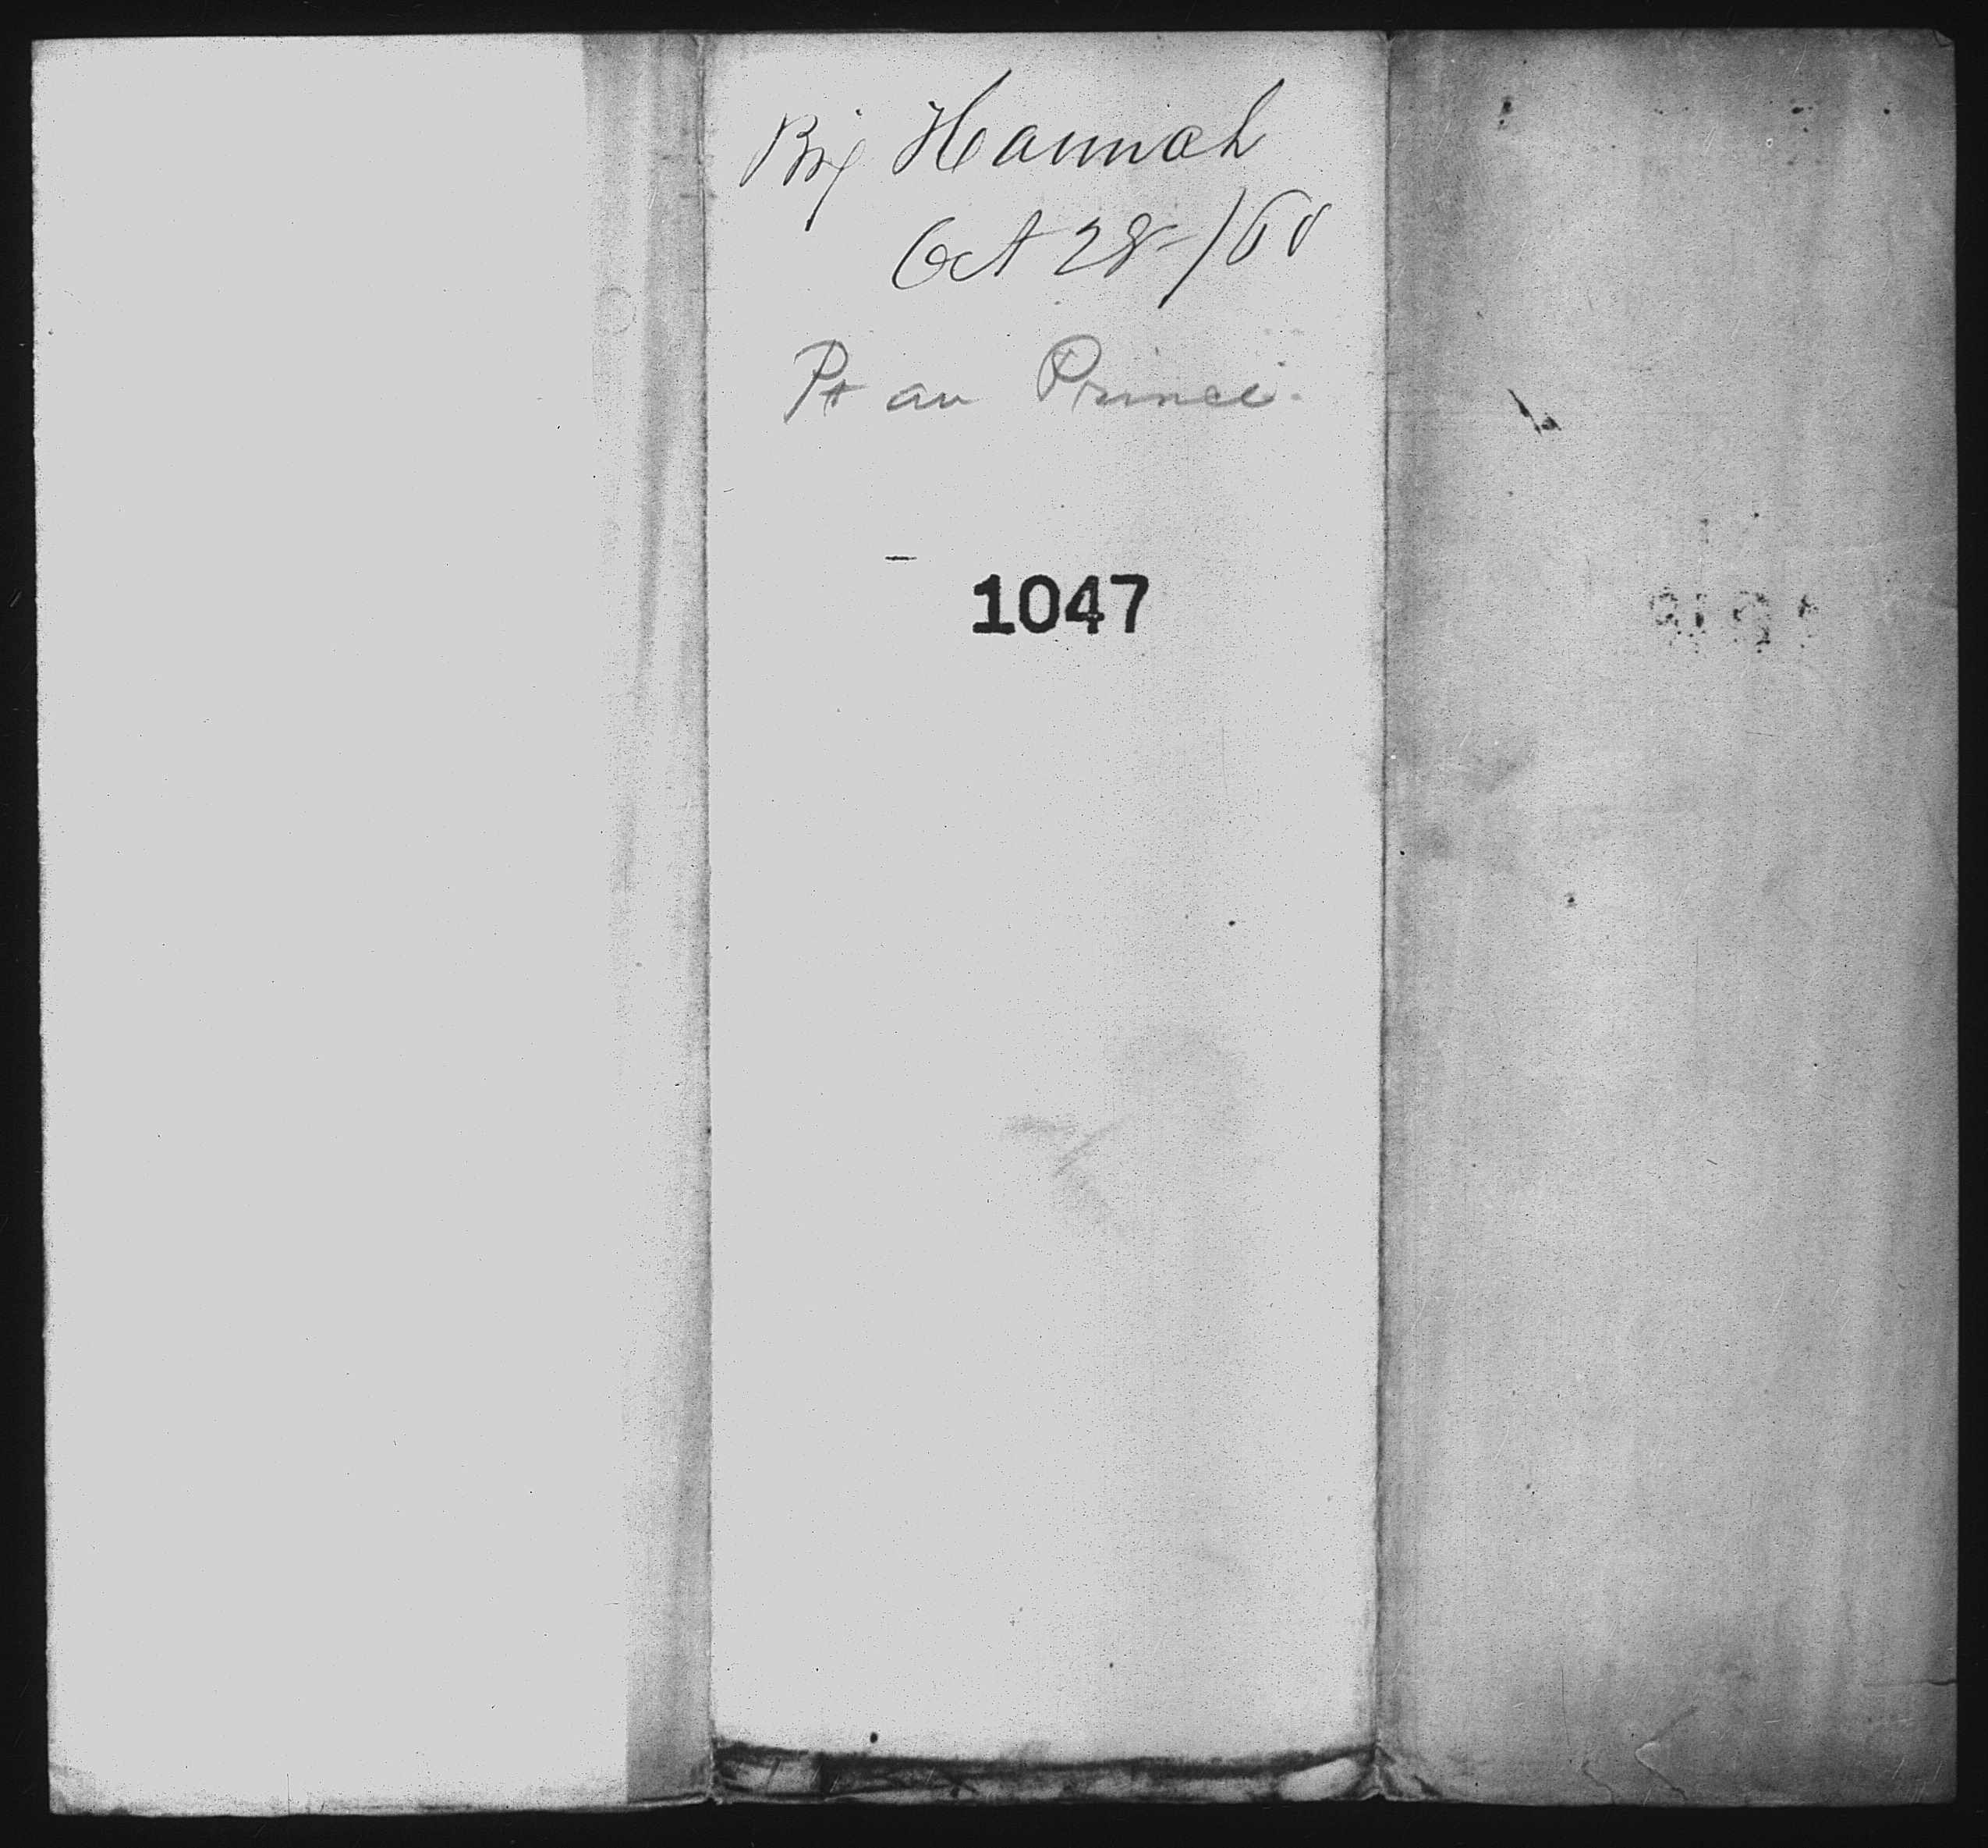 Brig Hannah
Oct 28 / 60
Pt au Prince.
1047